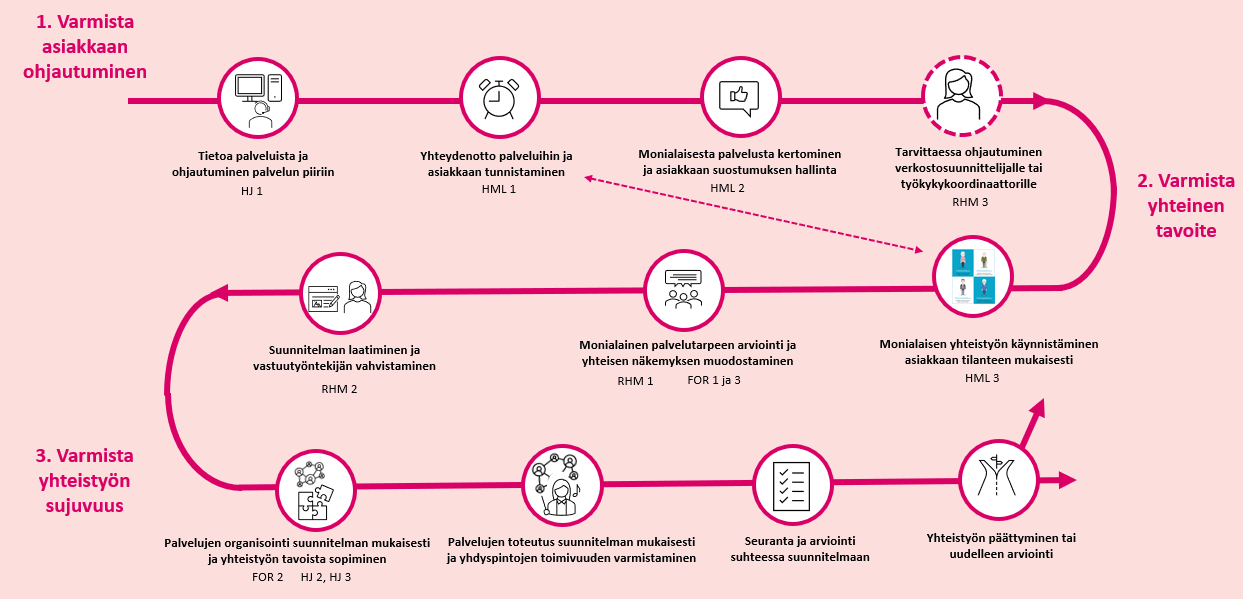 1. Varmista
asiakkaan
ohjautuminen
Tietoa palveluista ja
ohjautuminen palvelun piiriin
HJ 1
Yhteydenotto palveluihin ja
asiakkaan tunnistaminen
HML 1
Monialaisesta palvelusta kertominen
ja asiakkaan suostumuksen hallinta
HML 2
Tarvittaessa ohjautuminen
verkostosuunnittelijalle tai
työkykykoordinaattorille
RHM 3
2. Varmista
yhteinen
tavoite
Monialaisen yhteistyön käynnistäminen
asiakkaan tilanteen mukaisesti
HML 3
Monialainen palvelutarpeen arviointi ja
yhteisen näkemyksen muodostaminen
RHM 1 FOR 1 ja 3
Suunnitelman laatiminen ja
vastuutyöntekijän vahvistaminen
RHM 2
3. Varmista
yhteistyön
sujuvuus
Palvelujen organisointi suunnitelman mukaisesti
ja yhteistyön tavoista sopiminen
FOR 2 HJ 2, HJ 3
Palvelujen toteutus suunnitelman mukaisesti
ja yhdyspintojen toimivuuden varmistaminen
Seuranta ja arviointi
suhteessa suunnitelmaan
Yhteistyön päättyminen tai
uudelleen arviointi